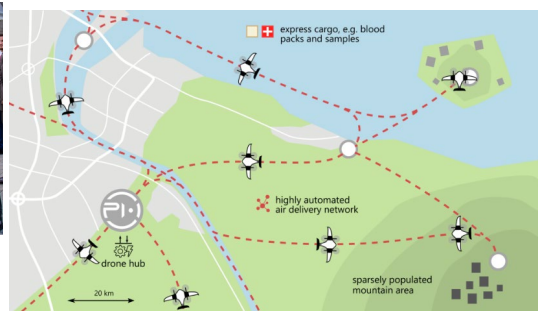 express cargo, e.g. blood
packs and samples
highly automated
air delivery network
drone hub
20 km
sparsely populated
mountain area